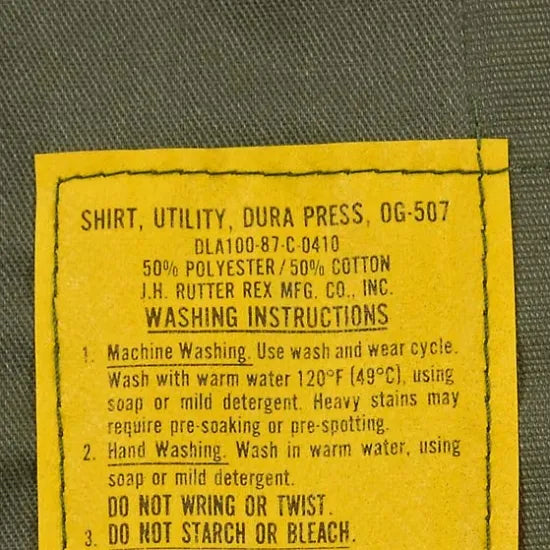 SHIRT, UTILITY, DURA PRESS, OG-507
DLA100-87-C-0410
50% POLYESTER/50% COTTON
J.H. RUTTER REX MFG. CO., INC.
WASHING INSTRUCTIONS
1. Machine Washing. Use wash and wear cycle.
Wash with warm water 120°F (49°C), using
soap or mild detergent. Heavy stains may
require pre-soaking or pre-spotting.
2. Hand Washing. Wash in warm water, using
soap or mild detergent.
DO NOT WRING OR TWIST.
3. DO NOT STARCH OR BLEACH.